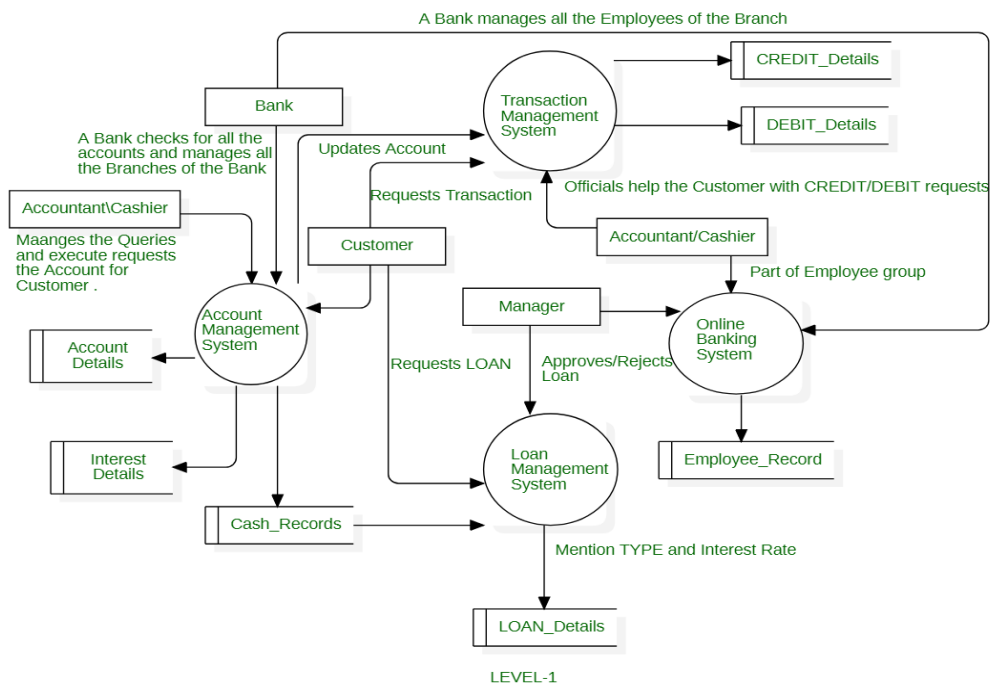 A Bank manages all the Employees of the Branch
CREDIT_Details
Bank
Transaction
Management
System
DEBIT_Details
A Bank checks for all the
accounts and manages all
the Branches of the Bank
Updates Account
Requests Transaction
Officials help the Customer with CREDIT/DEBIT requests
Accountant\Cashier
Maanges the Queries
and execute requests
the Account for
Customer .
Customer
Accountant/Cashier
Part of Employee group
Manager
Account
Management
System
Online
Banking
System
Account
Details
Requests LOAN
Approves/Rejects
Loan
Interest
Details
Loan
Management
System
Employee_Record
Cash_Records
Mention TYPE and Interest Rate
LOAN_Details
LEVEL-1